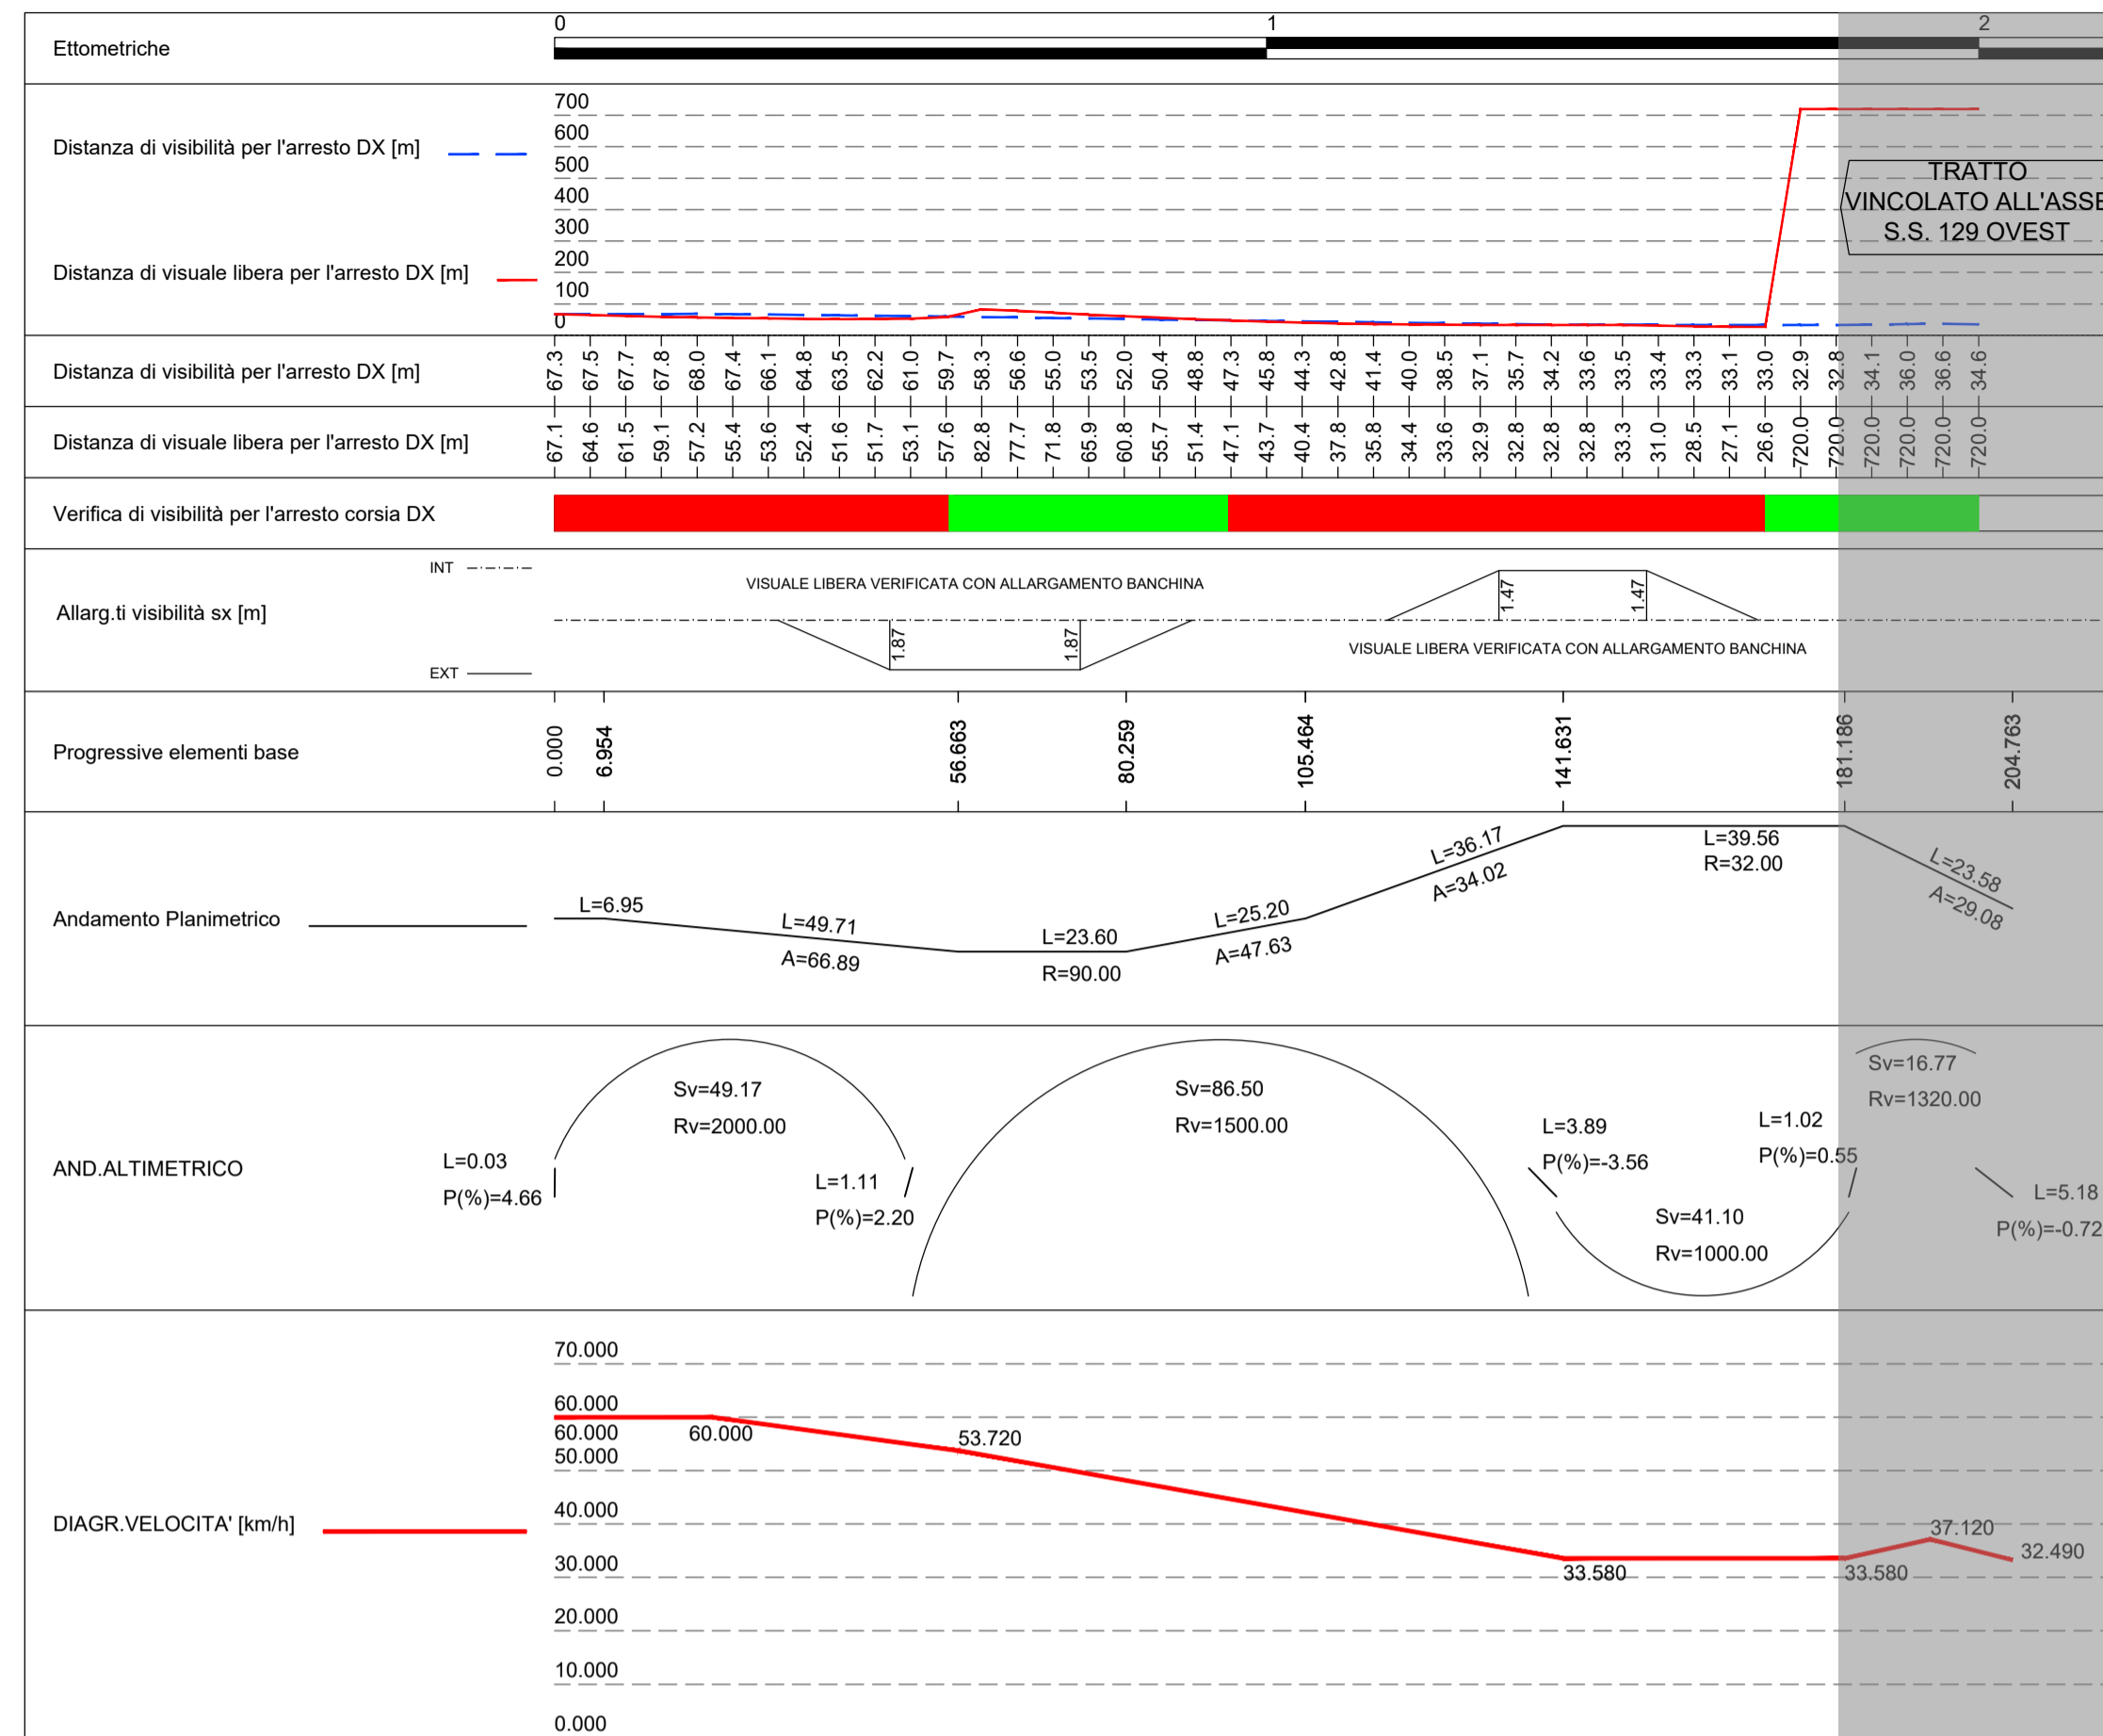 Ettometriche
0 1 2
Distanza di visibilità per l'arresto DX [m]
Distanza di visuale libera per l'arresto DX [m]
700
600
500
400
300
200
100
0
TRATTO
VINCOLATO ALL'ASSE
S.S. 129 OVEST
Distanza di visibilità per l'arresto DX [m]
67.3 67.5 67.7 67.8 68.0 67.4 66.1 64.8 63.5 62.2 61.0 59.7 58.3 56.6 55.0 53.5 52.0 50.4 48.8 47.3 45.8 44.3 42.8 41.4 40.0 38.5 37.1 35.7 34.2 33.6 33.5 33.4 33.3 33.1 33.0 32.9 32.8 34.1 36.0 36.6 34.6
Distanza di visuale libera per l'arresto DX [m]
67.1 64.6 61.5 59.1 57.2 55.4 53.6 52.4 51.6 51.7 53.1 57.6 82.8 77.7 71.8 65.9 60.8 55.7 51.4 47.1 43.7 40.4 37.8 35.8 34.4 33.6 32.9 32.8 32.8 32.8 33.3 31.0 28.5 27.1 26.6 720.0 720.0 720.0 720.0 720.0 720.0
Verifica di visibilità per l'arresto corsia DX
INT
Allarg.ti visibilità sx [m]
EXT
VISUALE LIBERA VERIFICATA CON ALLARGAMENTO BANCHINA
1.87 1.87
1.47 1.47
VISUALE LIBERA VERIFICATA CON ALLARGAMENTO BANCHINA
Progressive elementi base
0.000 6.954 56.663 80.259 105.464 141.631 181.186 204.763
Andamento Planimetrico
L=6.95
L=49.71
A=66.89
L=23.60
R=90.00
L=25.20
A=47.63
L=36.17
A=34.02
L=39.56
R=32.00
L=23.58
A=29.08
AND.ALTIMETRICO
L=0.03
P(%)=4.66
Sv=49.17
Rv=2000.00
L=1.11
P(%)=2.20
Sv=86.50
Rv=1500.00
L=3.89
P(%)=-3.56
Sv=41.10
Rv=1000.00
L=1.02
P(%)=0.55
Sv=16.77
Rv=1320.00
L=5.18
P(%)=-0.72
DIAGR.VELOCITA' [km/h]
70.000
60.000
60.000
50.000
40.000
30.000
20.000
10.000
0.000
60.000
53.720
33.580
33.580
37.120
32.490